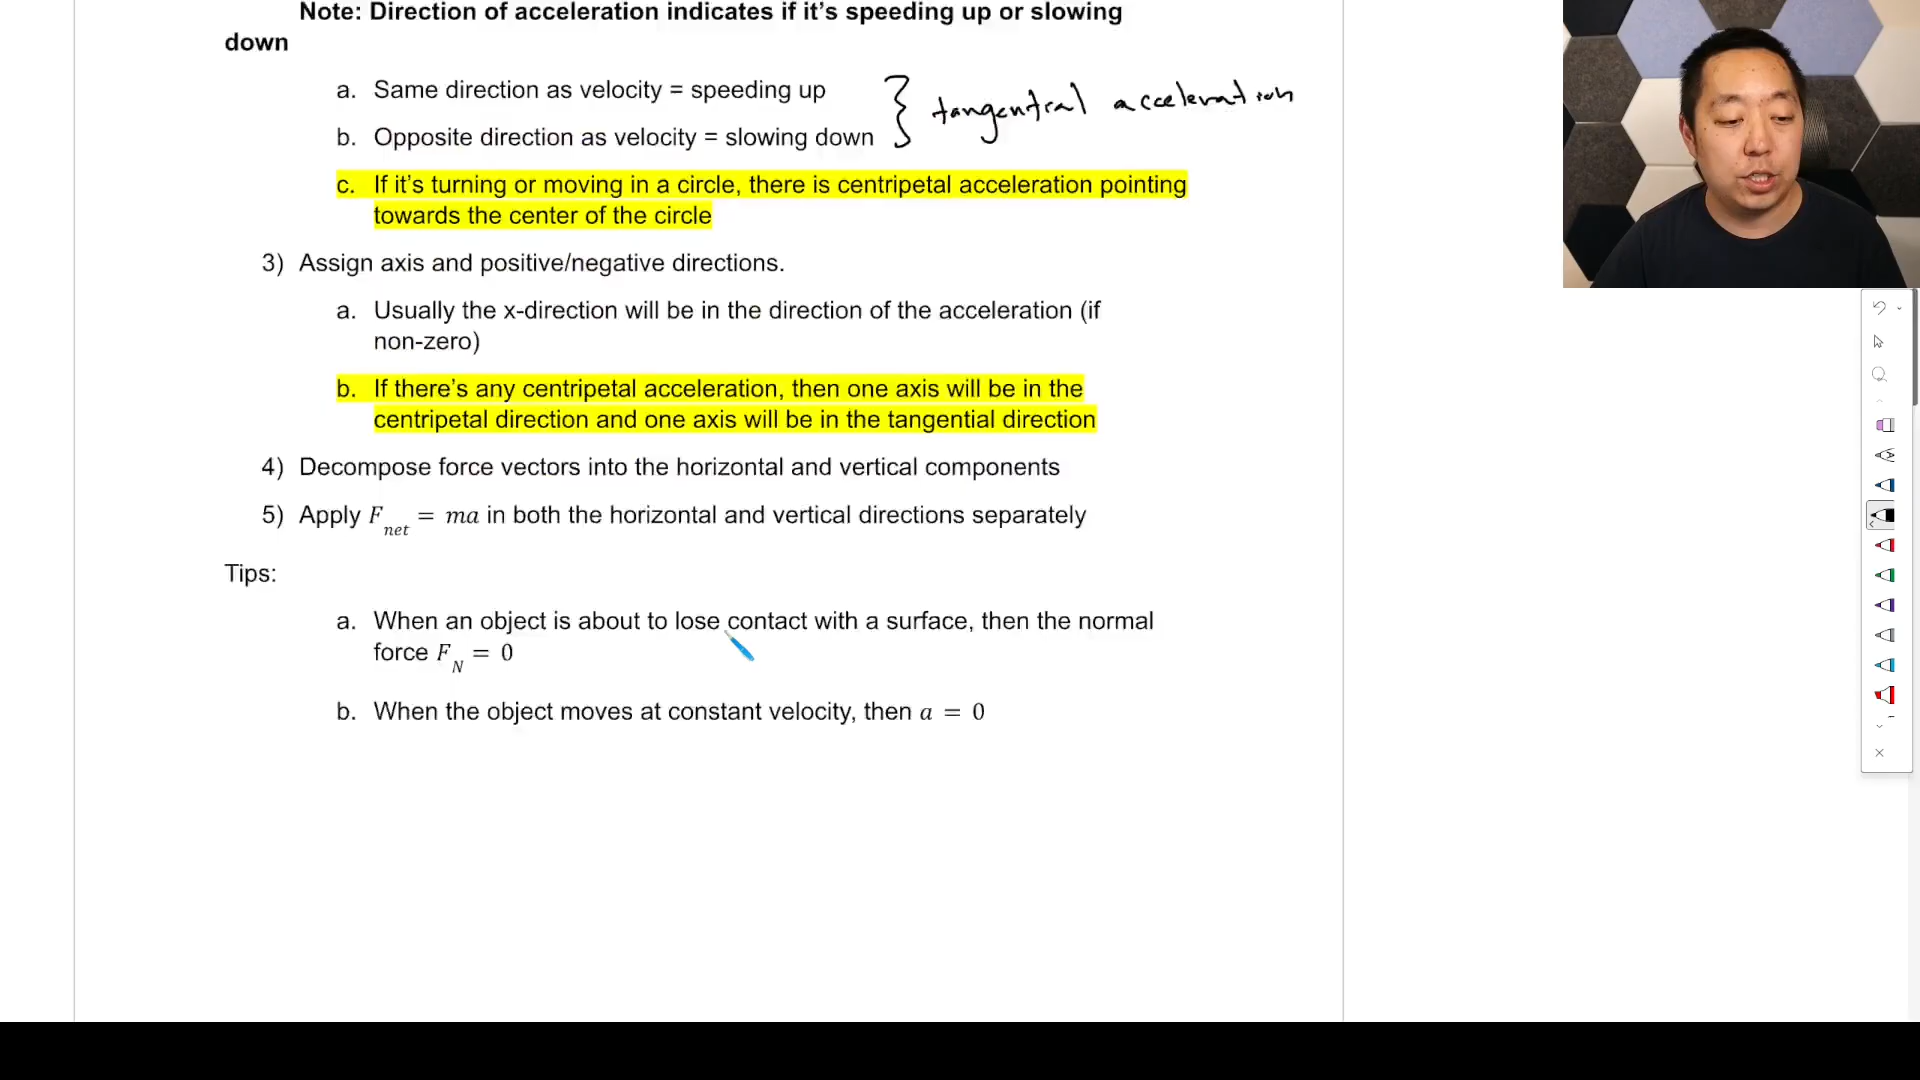 Note: Direction of acceleration indicates if it's speeding up or slowing
down
a. Same direction as velocity = speeding up
b. Opposite direction as velocity = slowing down
} tangential acceleration
c. If it's turning or moving in a circle, there is centripetal acceleration pointing
towards the center of the circle
3) Assign axis and positive/negative directions.
a. Usually the x-direction will be in the direction of the acceleration (if
non-zero)
b. If there's any centripetal acceleration, then one axis will be in the
centripetal direction and one axis will be in the tangential direction
4) Decompose force vectors into the horizontal and vertical components
5) Apply F_net = ma in both the horizontal and vertical directions separately
Tips:
a. When an object is about to lose contact with a surface, then the normal
force F_N = 0
b. When the object moves at constant velocity, then a = 0